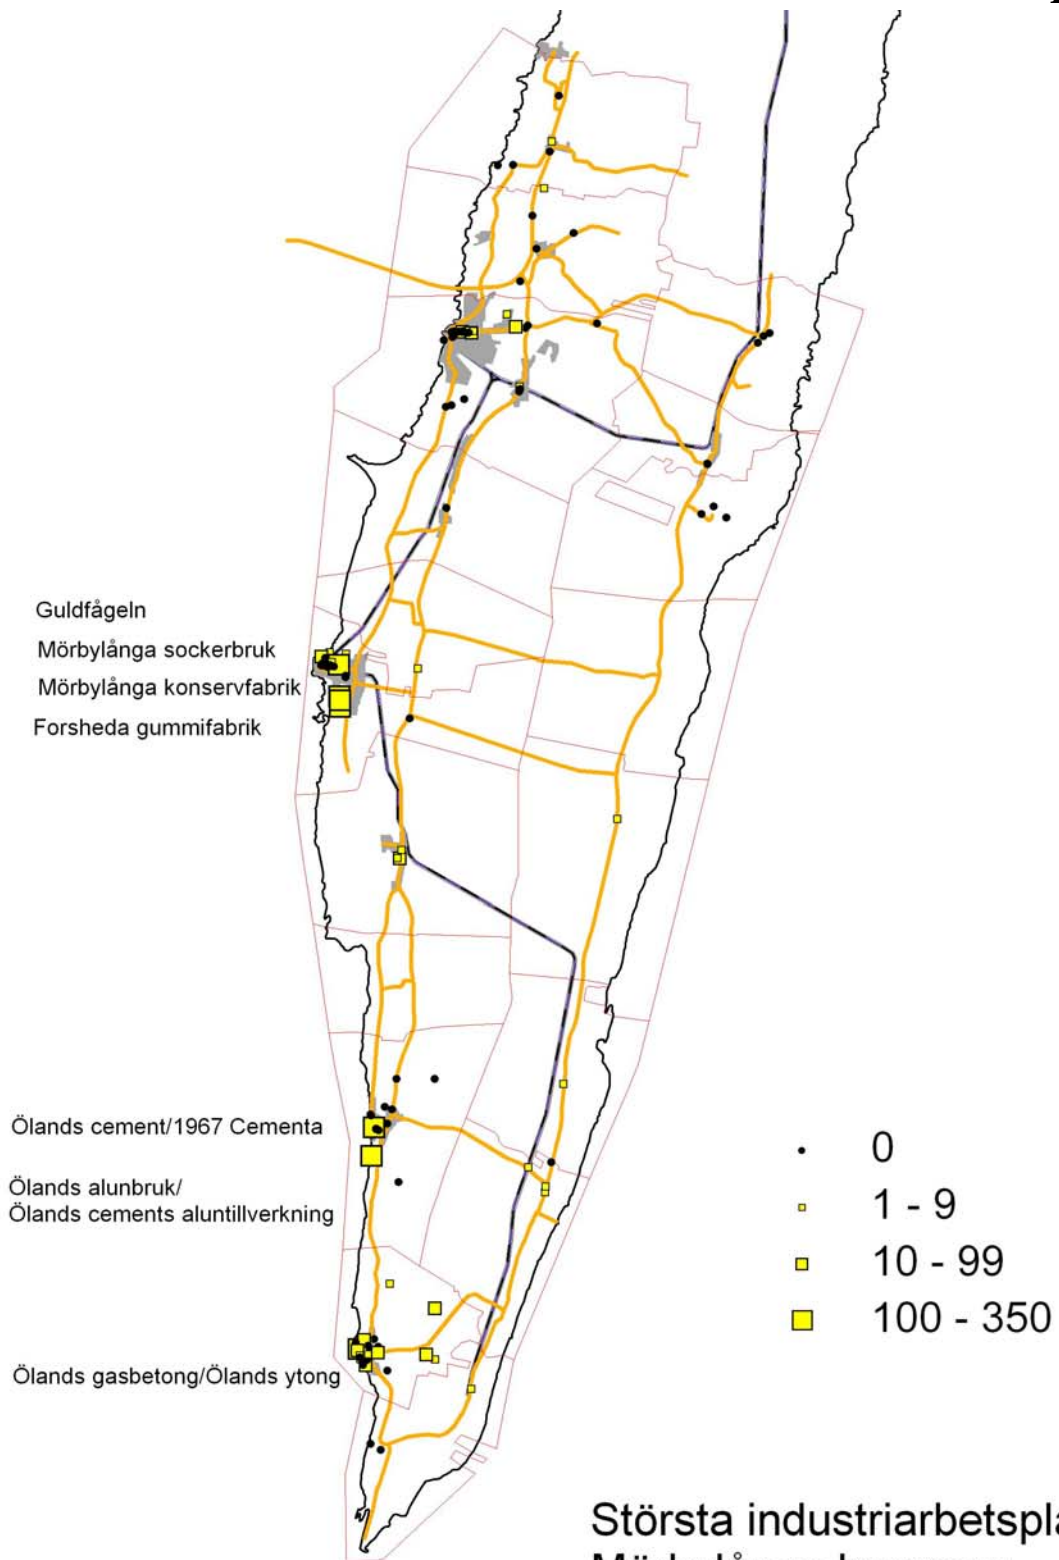 Guldfågeln
Mörbylånga sockerbruk
Mörbylånga konservfabrik
Forsheda gummifabrik
Ölands cement/1967 Cementa
Ölands alunbruk/
Ölands cements aluntillverkning
Ölands gasbetong/Ölands ytong
0
1 - 9
10 - 99
100 - 350
Största